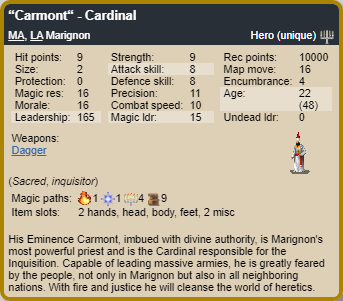 “Carmont“ - Cardinal
MA, LA Marignon Hero (unique)
Hit points: 9 Strength: 9 Rec points: 10000
Size: 2 Attack skill: 8 Map move: 16
Protection: 0 Defence skill: 8 Encumbrance: 4
Magic res: 16 Precision: 11 Age: 22
Morale: 16 Combat speed: 10 (48)
Leadership: 165 Magic ldr: 15 Undead ldr: 0
Weapons:
Dagger
(Sacred, inquisitor)
Magic paths: 1 1 4 9
Item slots: 2 hands, head, body, feet, 2 misc
His Eminence Carmont, imbued with divine authority, is Marignon's
most powerful priest and is the Cardinal responsible for the
Inquisition. Capable of leading massive armies, he is greatly feared
by the people, not only in Marignon but also in all neighboring
nations. With fire and justice he will cleanse the world of heretics.